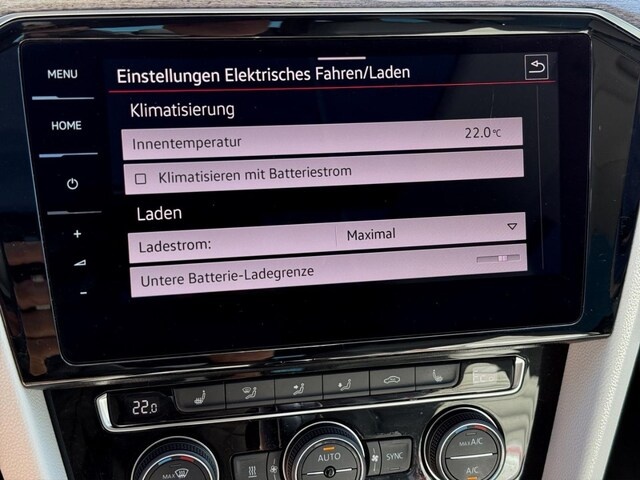 MENU
Einstellungen Elektrisches Fahren/Laden
HOME
Klimatisierung
Innentemperatur 22.0°C
Klimatisieren mit Batteriestrom
Laden
Ladestrom: Maximal
Untere Batterie-Ladegrenze
+
-
22.0
MAX
AUTO
SYNC
MAX A/C
A/C